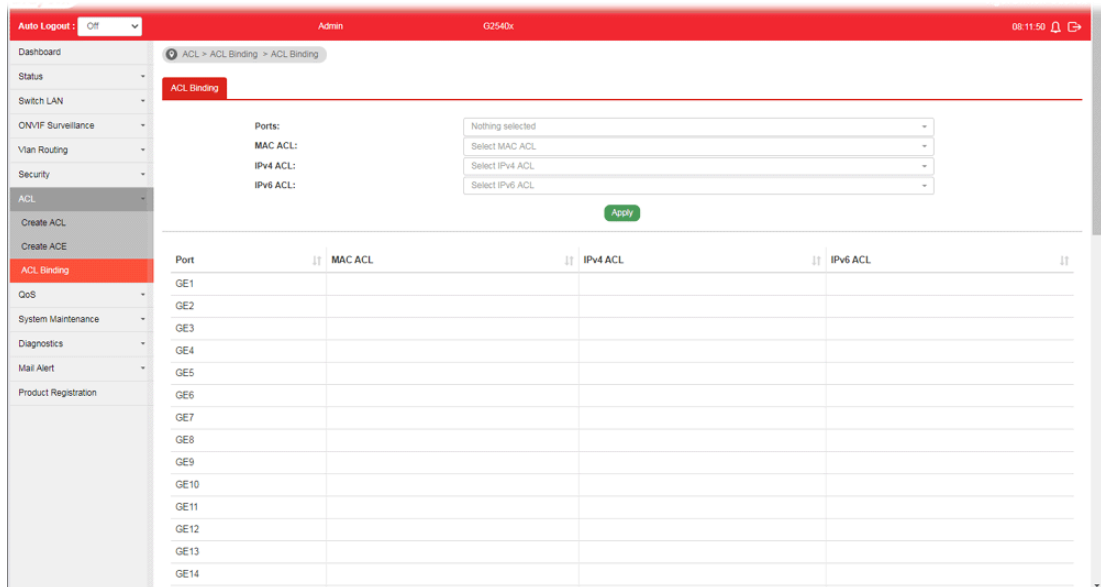 Auto Logout : Off Admin G2540x 08:11:50
Dashboard
Status
Switch LAN
ONVIF Surveillance
Vlan Routing
Security
ACL
Create ACL
Create ACE
ACL Binding
QoS
System Maintenance
Diagnostics
Mail Alert
Product Registration
ACL > ACL Binding > ACL Binding
ACL Binding
Ports: Nothing selected
MAC ACL: Select MAC ACL
IPv4 ACL: Select IPv4 ACL
IPv6 ACL: Select IPv6 ACL
Apply
Port MAC ACL IPv4 ACL IPv6 ACL
GE1
GE2
GE3
GE4
GE5
GE6
GE7
GE8
GE9
GE10
GE11
GE12
GE13
GE14